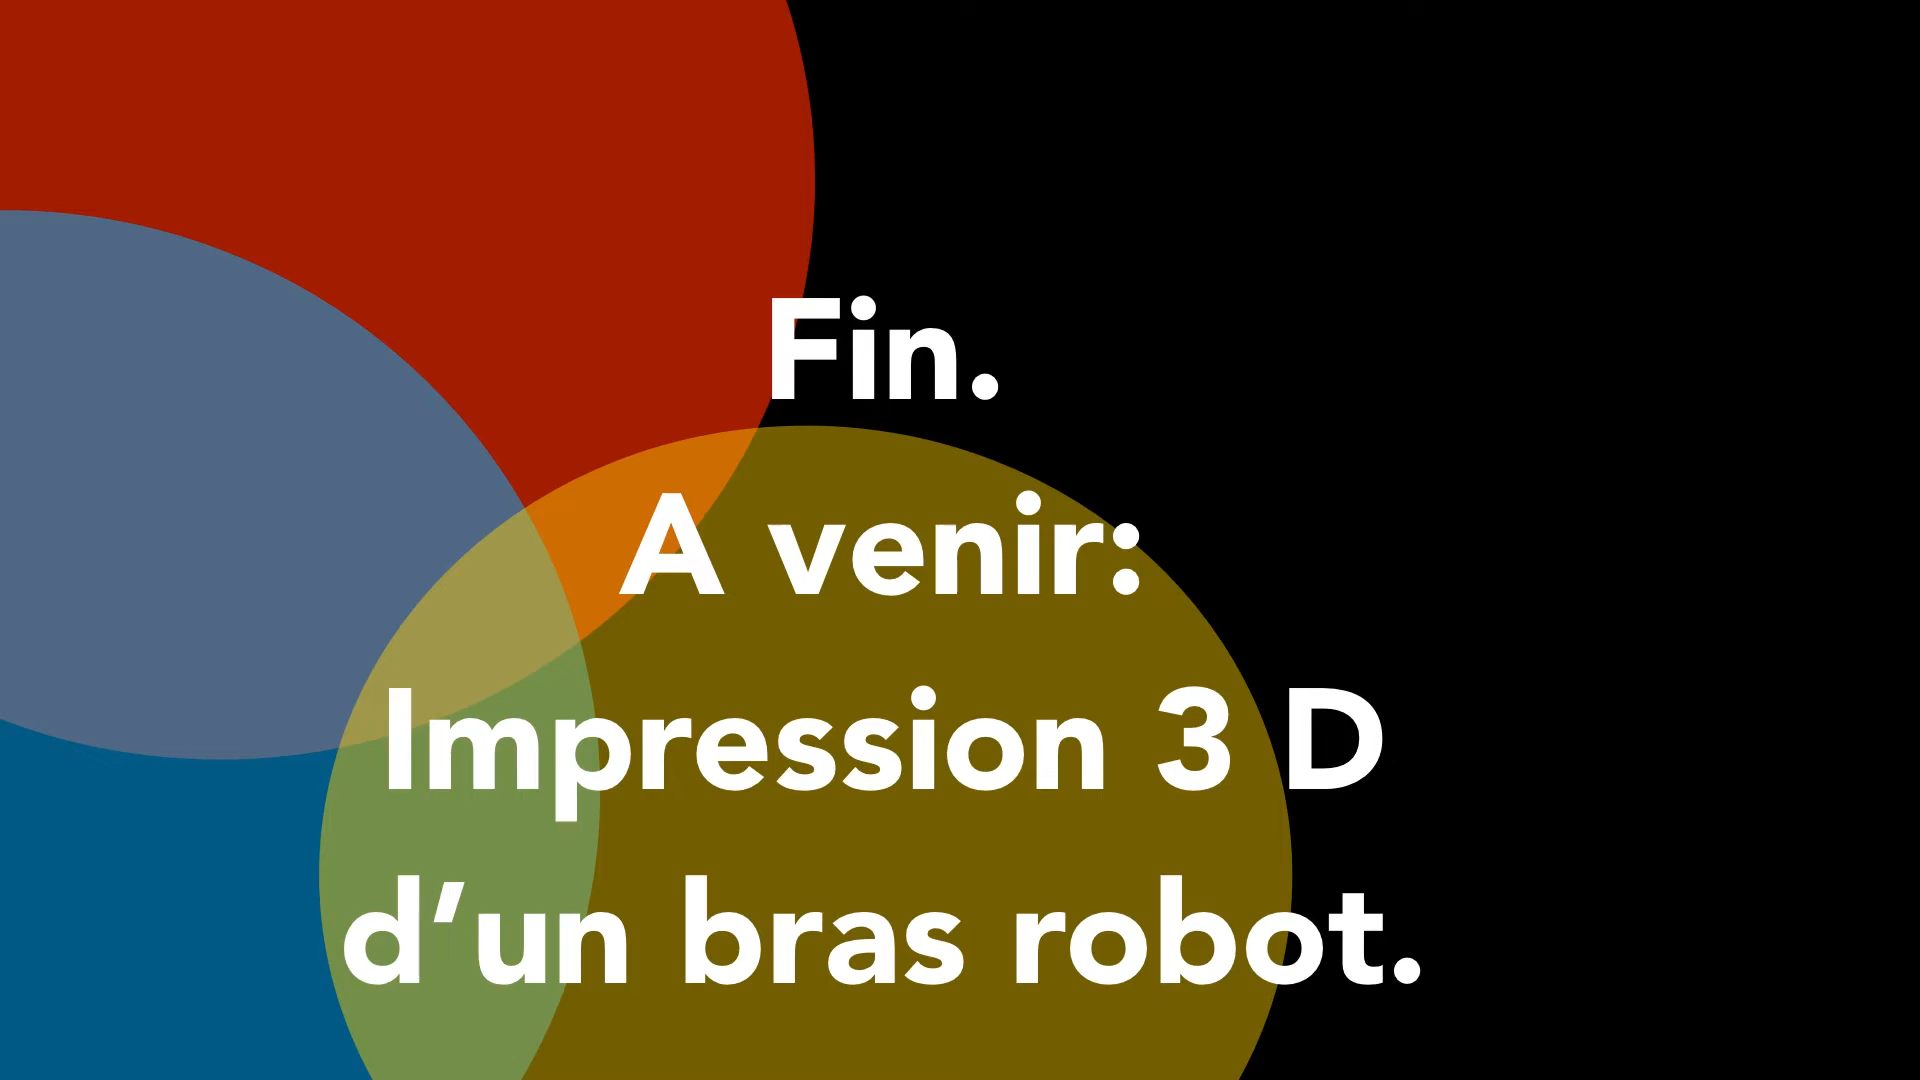 Fin.
A venir:
Impression 3 D
d’un bras robot.